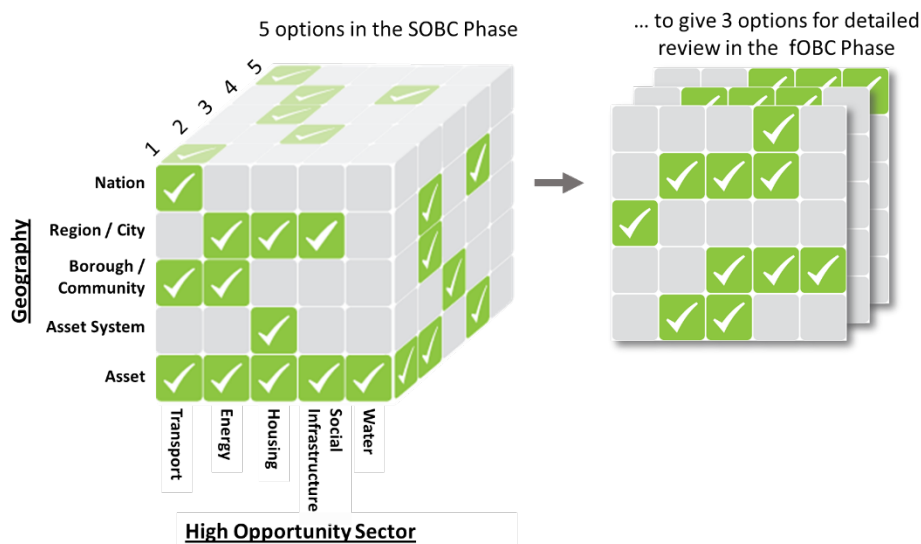 5 options in the SOBC Phase
... to give 3 options for detailed
review in the fOBC Phase
1
2
3
4
5
Geography
Nation
Region / City
Borough /
Community
Asset System
Asset
Transport
Energy
Housing
Social
Infrastructure
Water
High Opportunity Sector